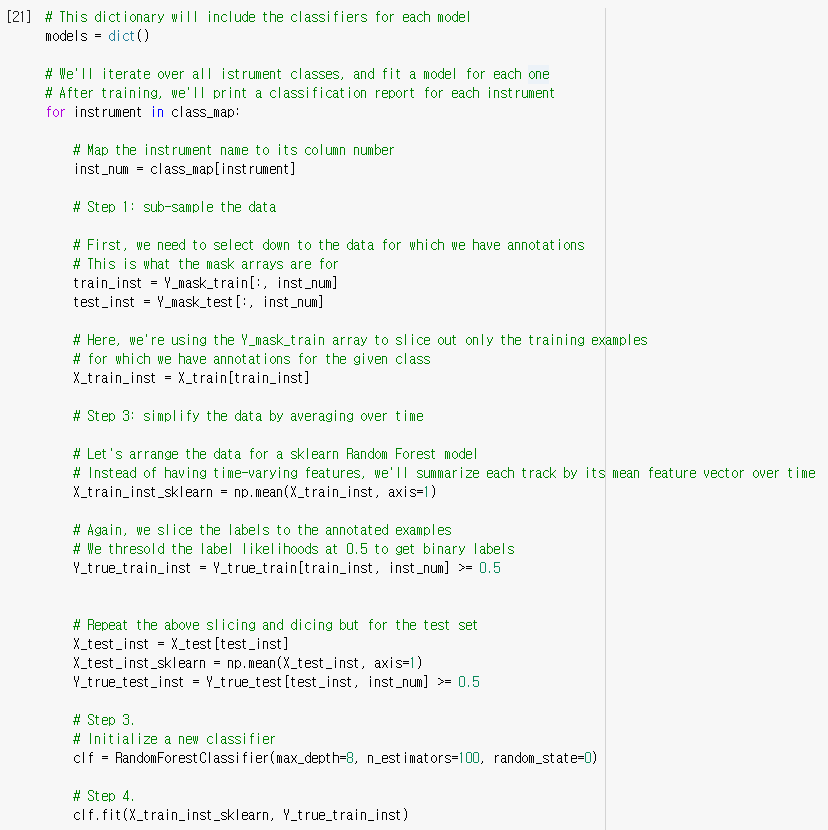 [21] # This dictionary will include the classifiers for each model
models = dict()
# We'll iterate over all istrument classes, and fit a model for each one
# After training, we'll print a classification report for each instrument
for instrument in class_map:
# Map the instrument name to its column number
inst_num = class_map[instrument]
# Step 1: sub-sample the data
# First, we need to select down to the data for which we have annotations
# This is what the mask arrays are for
train_inst = Y_mask_train[:, inst_num]
test_inst = Y_mask_test[:, inst_num]
# Here, we're using the Y_mask_train array to slice out only the training examples
# for which we have annotations for the given class
X_train_inst = X_train[train_inst]
# Step 3: simplify the data by averaging over time
# Let's arrange the data for a sklearn Random Forest model
# Instead of having time-varying features, we'll summarize each track by its mean feature vector over time
X_train_inst_sklearn = np.mean(X_train_inst, axis=1)
# Again, we slice the labels to the annotated examples
# We thresold the label likelihoods at 0.5 to get binary labels
Y_true_train_inst = Y_true_train[train_inst, inst_num] >= 0.5
# Repeat the above slicing and dicing but for the test set
X_test_inst = X_test[test_inst]
X_test_inst_sklearn = np.mean(X_test_inst, axis=1)
Y_true_test_inst = Y_true_test[test_inst, inst_num] >= 0.5
# Step 3.
# Initialize a new classifier
clf = RandomForestClassifier(max_depth=8, n_estimators=100, random_state=0)
# Step 4.
clf.fit(X_train_inst_sklearn, Y_true_train_inst)